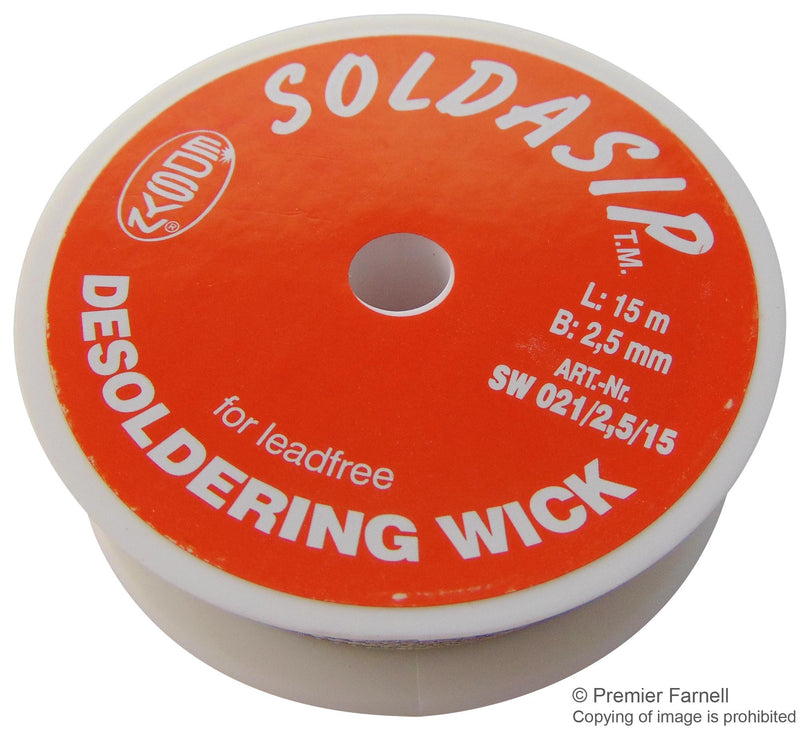 SOLDASIP T.M.
EDSYN®
L: 15 m
B: 2,5 mm
ART.-Nr.
SW 021/2,5/15
for leadfree
DESOLDERING WICK
© Premier Farnell
Copying of image is prohibited